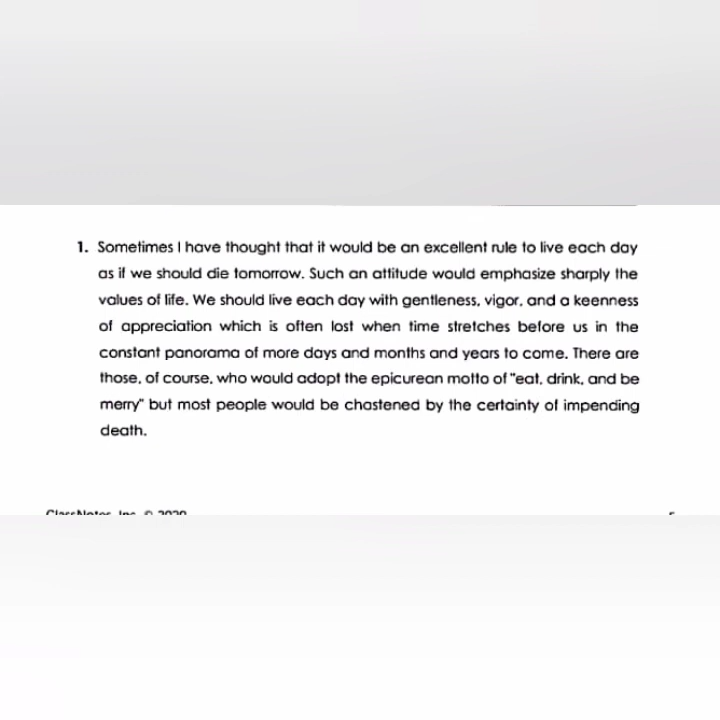 1. Sometimes I have thought that it would be an excellent rule to live each day
as if we should die tomorrow. Such an attitude would emphasize sharply the
values of life. We should live each day with gentleness, vigor, and a keenness
of appreciation which is often lost when time stretches before us in the
constant panorama of more days and months and years to come. There are
those, of course, who would adopt the epicurean motto of "eat, drink, and be
merry" but most people would be chastened by the certainty of impending
death.
ClassNotes, Inc. © 2020